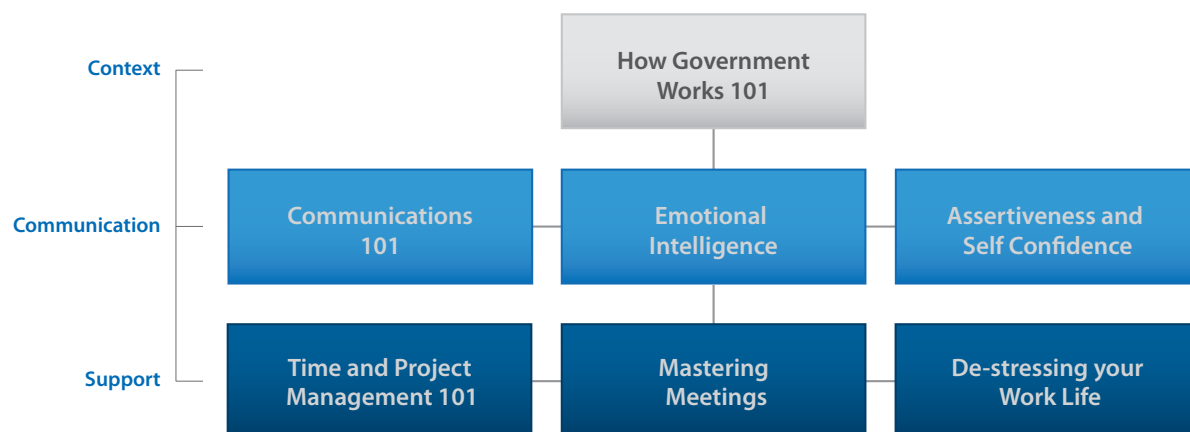 Context
How Government
Works 101
Communication
Communications
101
Emotional
Intelligence
Assertiveness and
Self Confidence
Support
Time and Project
Management 101
Mastering
Meetings
De-stressing your
Work Life